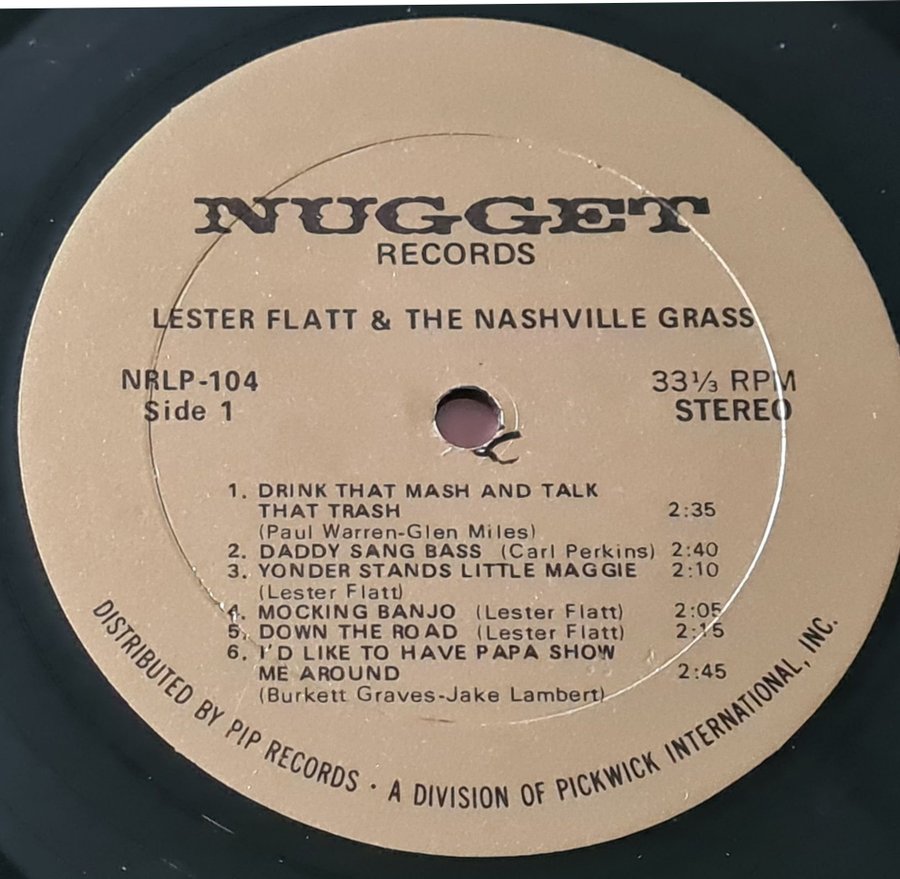 NUGGET
RECORDS
LESTER FLATT & THE NASHVILLE GRASS
NRLP-104
Side 1
33⅓ RPM
STEREO
1. DRINK THAT MASH AND TALK
THAT TRASH 2:35
(Paul Warren-Glen Miles)
2. DADDY SANG BASS (Carl Perkins) 2:40
3. YONDER STANDS LITTLE MAGGIE 2:10
(Lester Flatt)
4. MOCKING BANJO (Lester Flatt) 2:05
5. DOWN THE ROAD (Lester Flatt) 2:15
6. I'D LIKE TO HAVE PAPA SHOW
ME AROUND 2:45
(Burkett Graves-Jake Lambert)
DISTRIBUTED BY PIP RECORDS · A DIVISION OF PICKWICK INTERNATIONAL, INC.